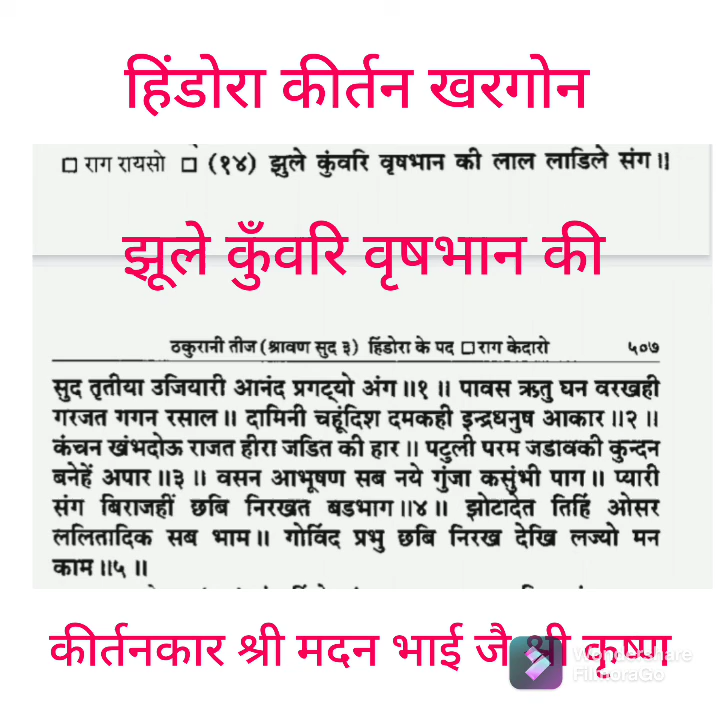 हिंडोरा कीर्तन खरगोन
□ राग रायसो □ (१४) झुले कुंवरि वृषभान की लाल लाडिले संग॥
झूले कुँवरि वृषभान की
ठकुरानी तीज (श्रावण सुद ३) हिंडोरा के पद □ राग केदारो ५०७
सुद तृतीया उजियारी आनंद प्रगट्यो अंग॥१॥ पावस ऋतु घन वरखही
गरजत गगन रसाल॥ दामिनी चहूंदिश दमकही इन्द्रधनुष आकार॥२॥
कंचन खंभदोऊ राजत हीरा जडित की हार॥ पटुली परम जडावकी कुन्दन
बनेहें अपार॥३॥ वसन आभूषण सब नये गुंजा कसुंभी पाग॥ प्यारी
संग बिराजहीं छबि निरखत बडभाग॥४॥ झोटादेत तिहिं ओसर
ललितादिक सब भाम॥ गोविंद प्रभु छबि निरख देखि लज्यो मन
काम॥५॥
कीर्तनकार श्री मदन भाई जै श्री कृष्ण
Wondershare
FilmoraGo